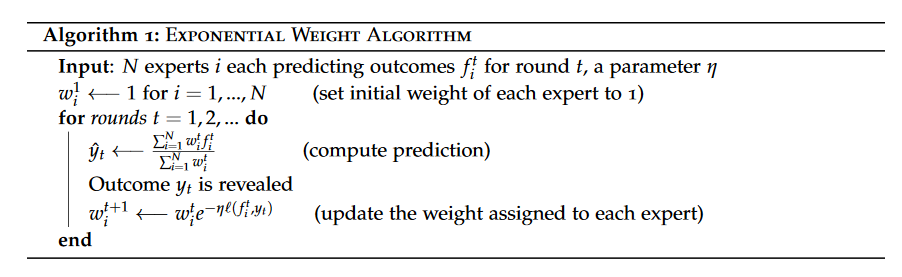 Algorithm 1: EXPONENTIAL WEIGHT ALGORITHM
Input: N experts i each predicting outcomes f_i^t for round t, a parameter η
w_i^1 ⟵ 1 for i = 1, ..., N (set initial weight of each expert to 1)
for rounds t = 1, 2, ... do
ŷ_t ⟵ \frac{∑_{i=1}^N w_i^t f_i^t}{∑_{i=1}^N w_i^t} (compute prediction)
Outcome y_t is revealed
w_i^{t+1} ⟵ w_i^t e^{−ηℓ(f_i^t, y_t)} (update the weight assigned to each expert)
end